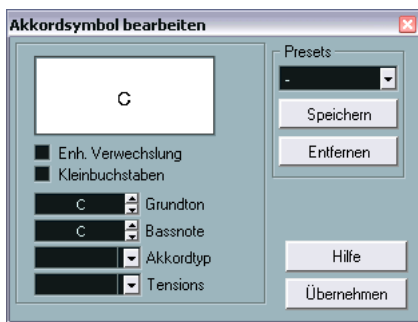 Akkordsymbol bearbeiten
C
Enh. Verwechslung
Kleinbuchstaben
C Grundton
C Bassnote
Akkordtyp
Tensions
Presets
-
Speichern
Entfernen
Hilfe
Übernehmen